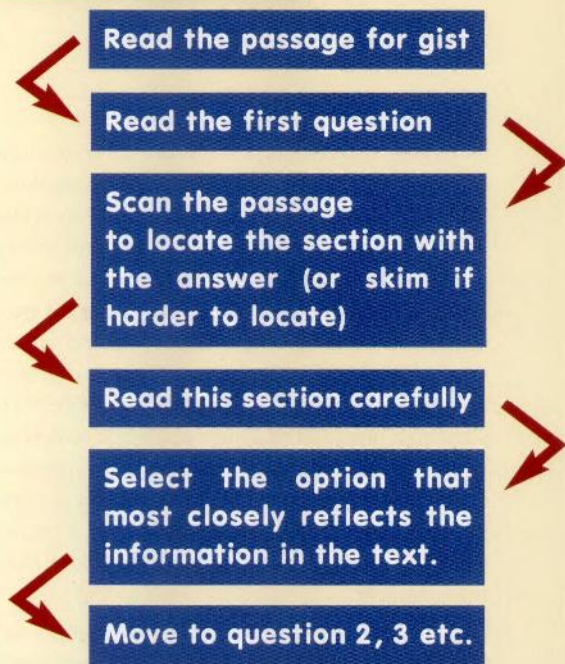 Read the passage for gist
Read the first question
Scan the passage
to locate the section with
the answer (or skim if
harder to locate)
Read this section carefully
Select the option that
most closely reflects the
information in the text.
Move to question 2, 3 etc.